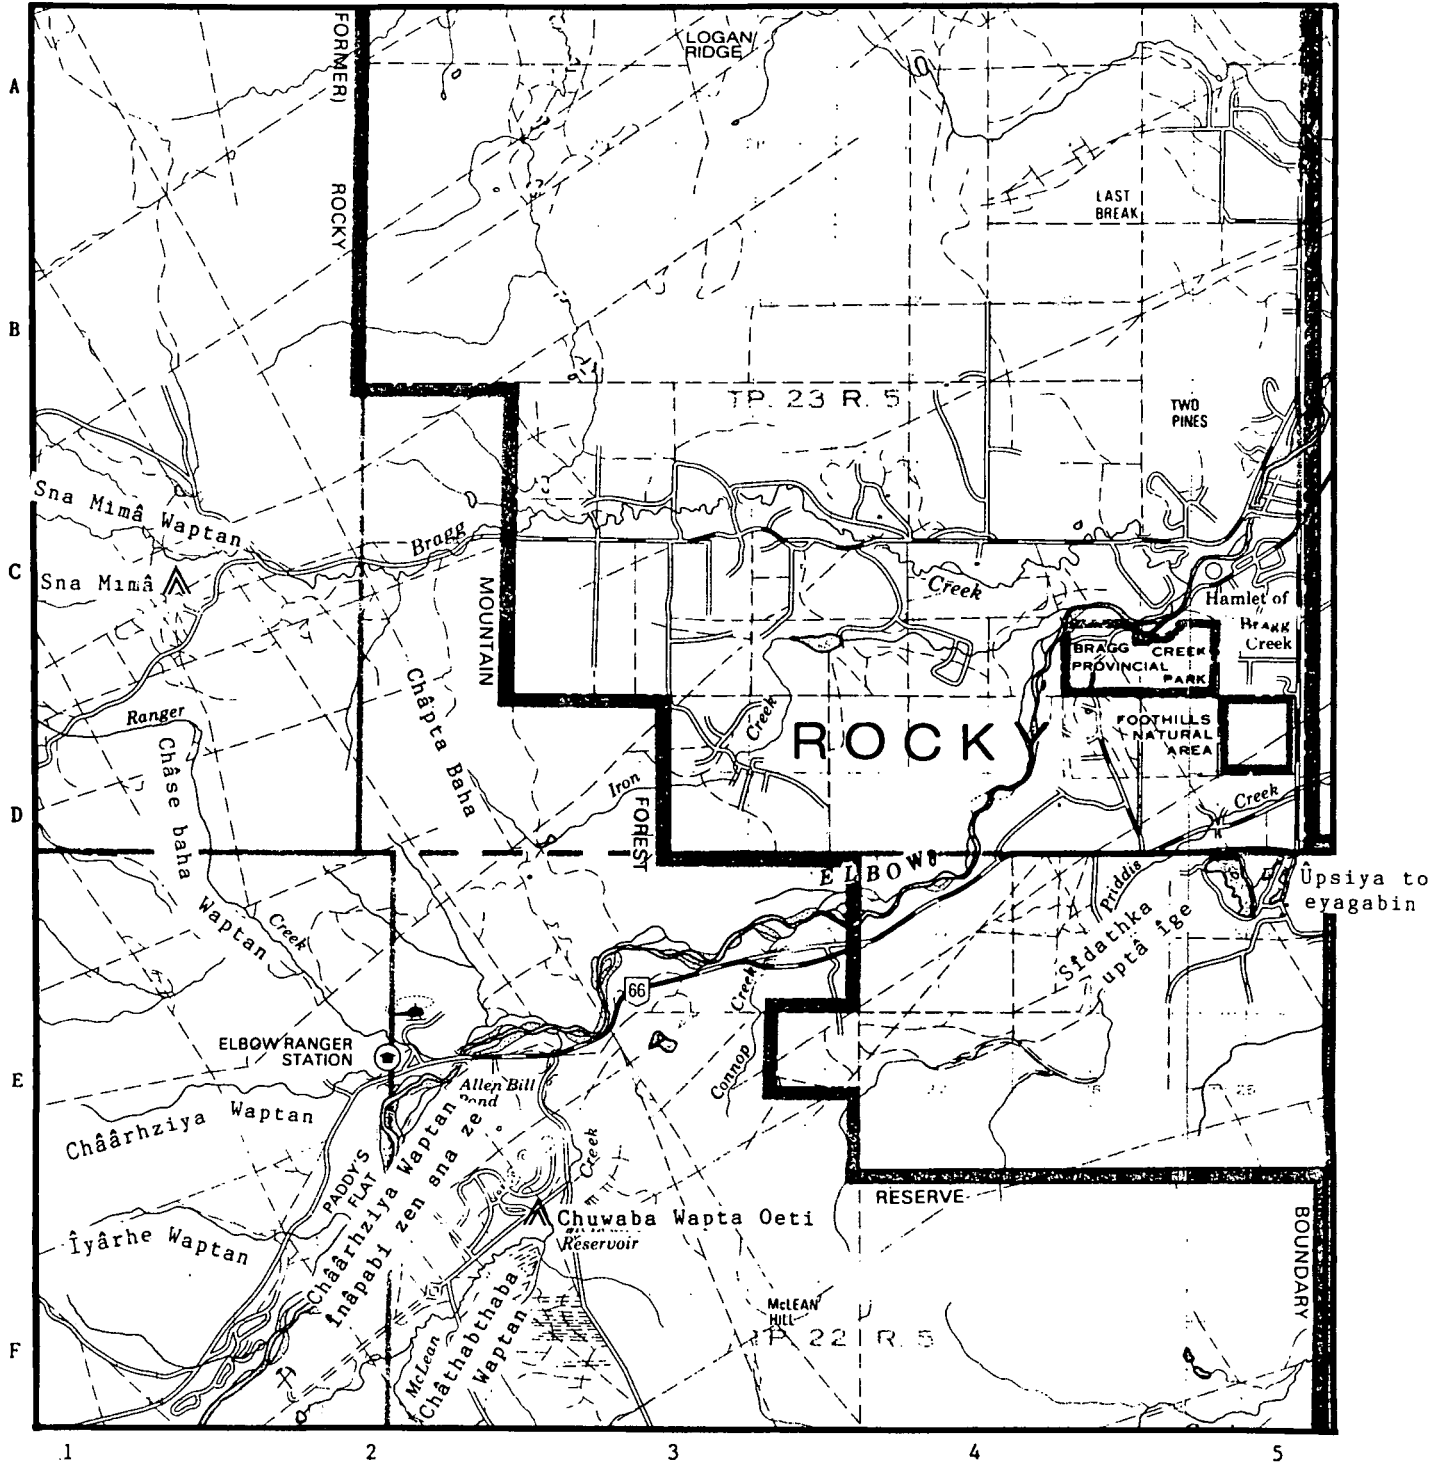 A
FORMER)
LOGAN
RIDGE
ROCKY
LAST
BREAK
B
TP. 23 R. 5
TWO
PINES
Sna Mimâ Waptan
Bragg
C
Sna Mimâ
MOUNTAIN
Creek
Hamlet of
Bragg
Creek
BRAGG CREEK
PROVINCIAL
PARK
Ranger
Châse baha
Waptan
Creek
Châpta Baha
Creek
ROCKY
FOOTHILLS
NATURAL
AREA
Iron
D
FOREST
Creek
ELBOW
Priddis
Ûpsiya to
eyagabin
Sîdathka
uptâ îge
66
Creek
Connop
ELBOW RANGER
STATION
E
Allen Bill
Pond
Châârhziya Waptan
PADDY'S
FLAT
Châârhziya Waptan
Înâpabi zen sna ze
Creek
RESERVE
Chuwaba Wapta Oeti
Reservoir
Îyârhe Waptan
BOUNDARY
McLEAN
HILL
TP. 22 R. 5
F
McLean
Châthabthaba
Waptan
1
2
3
4
5